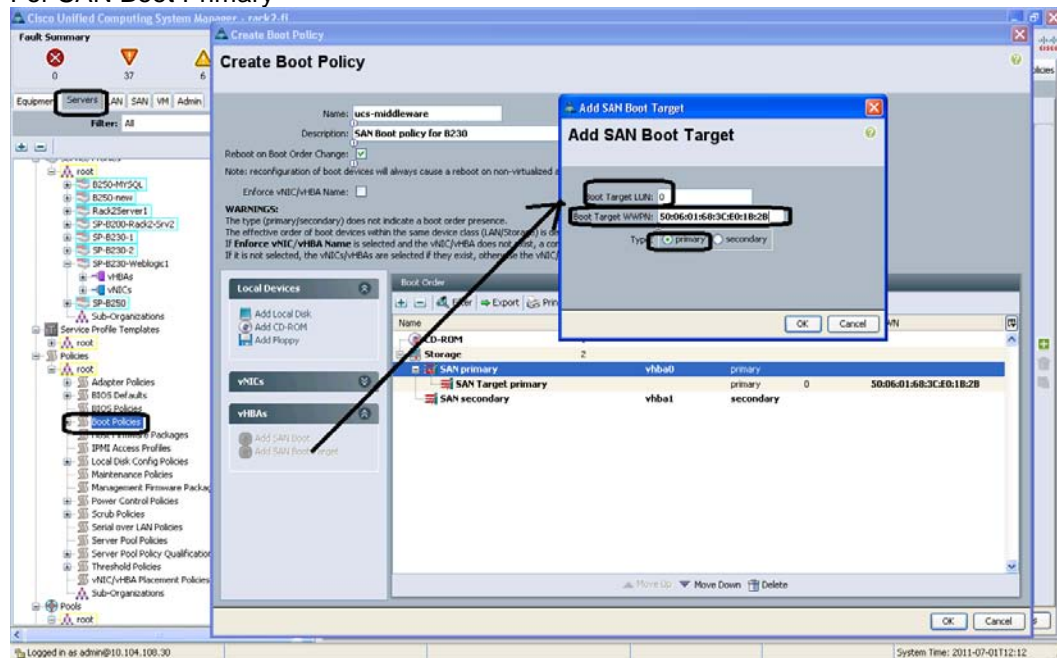 For SAN Boot Primary
Cisco Unified Computing System Manager - rack2-fi
Fault Summary
0 37 6
Equipmen Servers LAN SAN VM Admin
Filter: All
root
B250-MYSQL
B250-new
Rack2Server1
SP-B200-Rack2-Srv2
SP-B230-1
SP-B230-2
SP-B230-Weblogic1
vHBAs
vNICs
SP-B250
Sub-Organizations
Service Profile Templates
root
Policies
root
Adapter Policies
BIOS Defaults
BIOS Policies
Boot Policies
Host Firmware Packages
IPMI Access Profiles
Local Disk Config Policies
Maintenance Policies
Management Firmware Packag
Power Control Policies
Scrub Policies
Serial over LAN Policies
Server Pool Policies
Server Pool Policy Qualification
Threshold Policies
vNIC/vHBA Placement Policies
Sub-Organizations
Pools
root
Create Boot Policy
Create Boot Policy
Name: ucs-middleware
Description: SAN Boot policy for B230
Reboot on Boot Order Change:
Note: reconfiguration of boot devices will always cause a reboot on non-virtualized a
Enforce vNIC/vHBA Name:
WARNINGS:
The type (primary/secondary) does not indicate a boot order presence.
The effective order of boot devices within the same device class (LAN/Storage) is de
If Enforce vNIC/vHBA Name is selected and the vNIC/vHBA does not exist, a con
If it is not selected, the vNICs/vHBAs are selected if they exist, otherwise the vNIC/
Local Devices
Add Local Disk
Add CD-ROM
Add Floppy
vNICs
vHBAs
Add SAN Boot
Add SAN Boot Target
Boot Order
Filter Export Prin
Name
CD-ROM
Storage 2
SAN primary vhba0 primary
SAN Target primary primary 0 50:06:01:68:3C:E0:1B:2B
SAN secondary vhba1 secondary
Move Up Move Down Delete
OK Cancel
Add SAN Boot Target
Add SAN Boot Target
Boot Target LUN: 0
Boot Target WWPN: 50:06:01:68:3C:E0:1B:2B
Type: primary secondary
OK Cancel
Logged in as admin@10.104.108.30 System Time: 2011-07-01T12:12